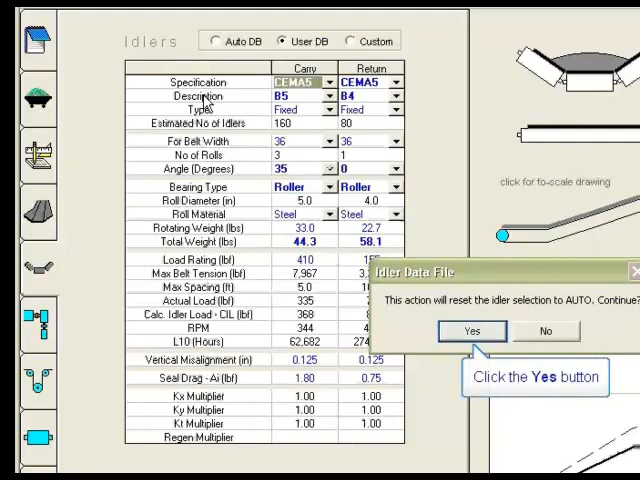 Idlers Auto DB User DB Custom
Carry Return
Specification CEMA5 CEMA5
Description B5 B4
Type Fixed Fixed
Estimated No of Idlers 160 80
For Belt Width 36 36
No of Rolls 3 1
Angle (Degrees) 35 0
Bearing Type Roller Roller
Roll Diameter (in) 5.0 4.0
Roll Material Steel Steel
Rotating Weight (lbs) 33.0 22.7
Total Weight (lbs) 44.3 58.1
Load Rating (lbf) 410
Max Belt Tension (lbf) 7,967
Max Spacing (ft) 5.0
Actual Load (lbf) 335
Calc. Idler Load - CIL (lbf) 368
RPM 344
L10 (Hours) 62,682
Vertical Misalignment (in) 0.125 0.125
Seal Drag - Ai (lbf) 1.80 0.75
Kx Multiplier 1.00 1.00
Ky Multiplier 1.00 1.00
Kt Multiplier 1.00 1.00
Regen Multiplier
click for to-scale drawing
Idler Data File
This action will reset the idler selection to AUTO. Continue?
Yes No
Click the Yes button